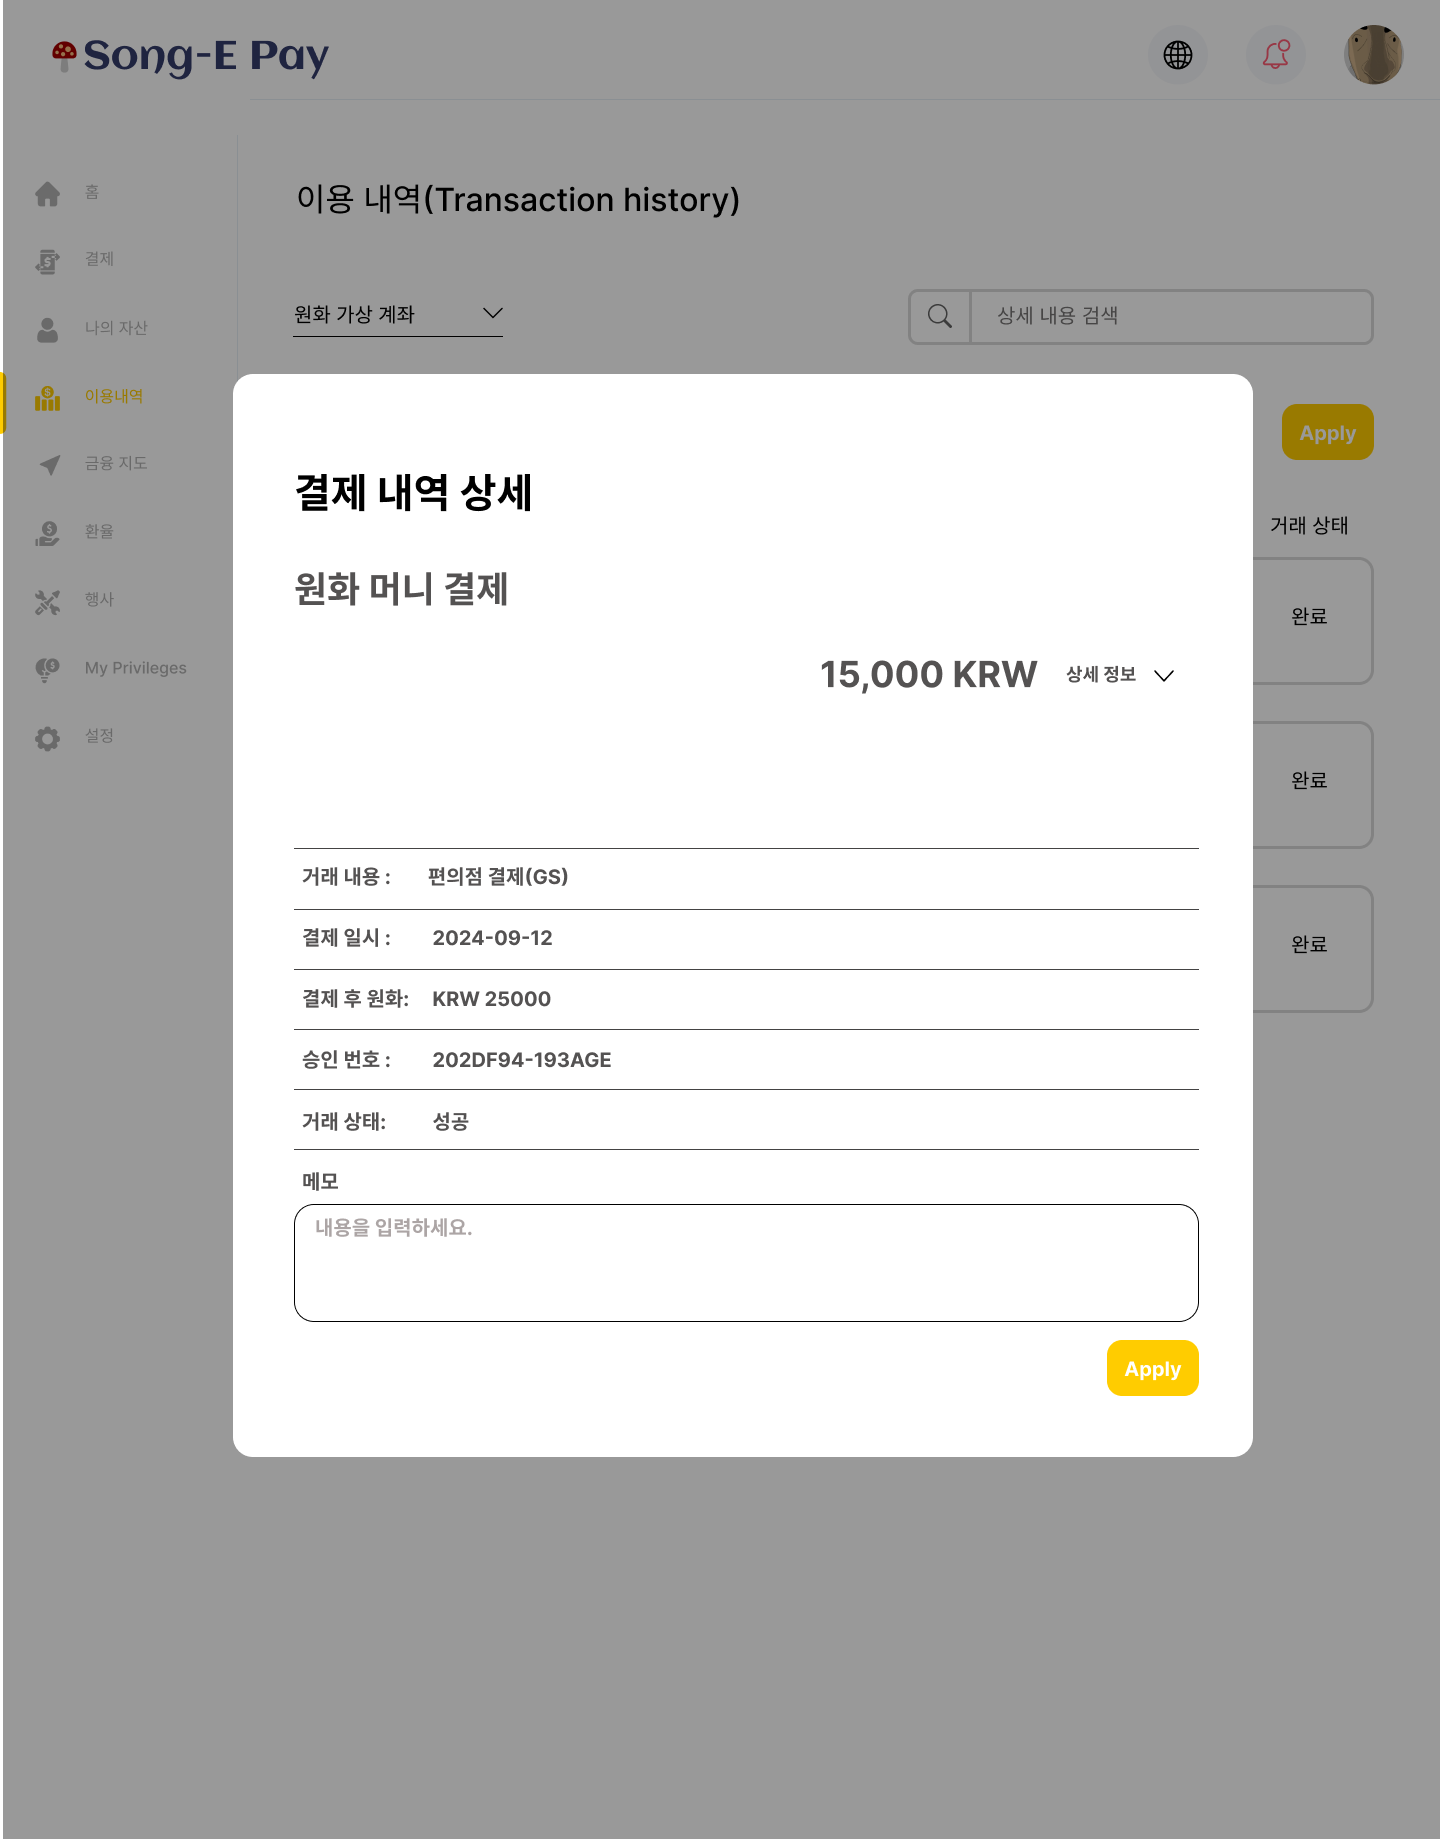 Song-E Pay
홈
결제
나의 자산
이용내역
금융 지도
환율
행사
My Privileges
설정
이용 내역(Transaction history)
원화 가상 계좌
상세 내용 검색
Apply
거래 상태
완료
완료
완료
결제 내역 상세
원화 머니 결제
15,000 KRW 상세 정보
거래 내용 : 편의점 결제(GS)
결제 일시 : 2024-09-12
결제 후 원화: KRW 25000
승인 번호 : 202DF94-193AGE
거래 상태: 성공
메모
내용을 입력하세요.
Apply